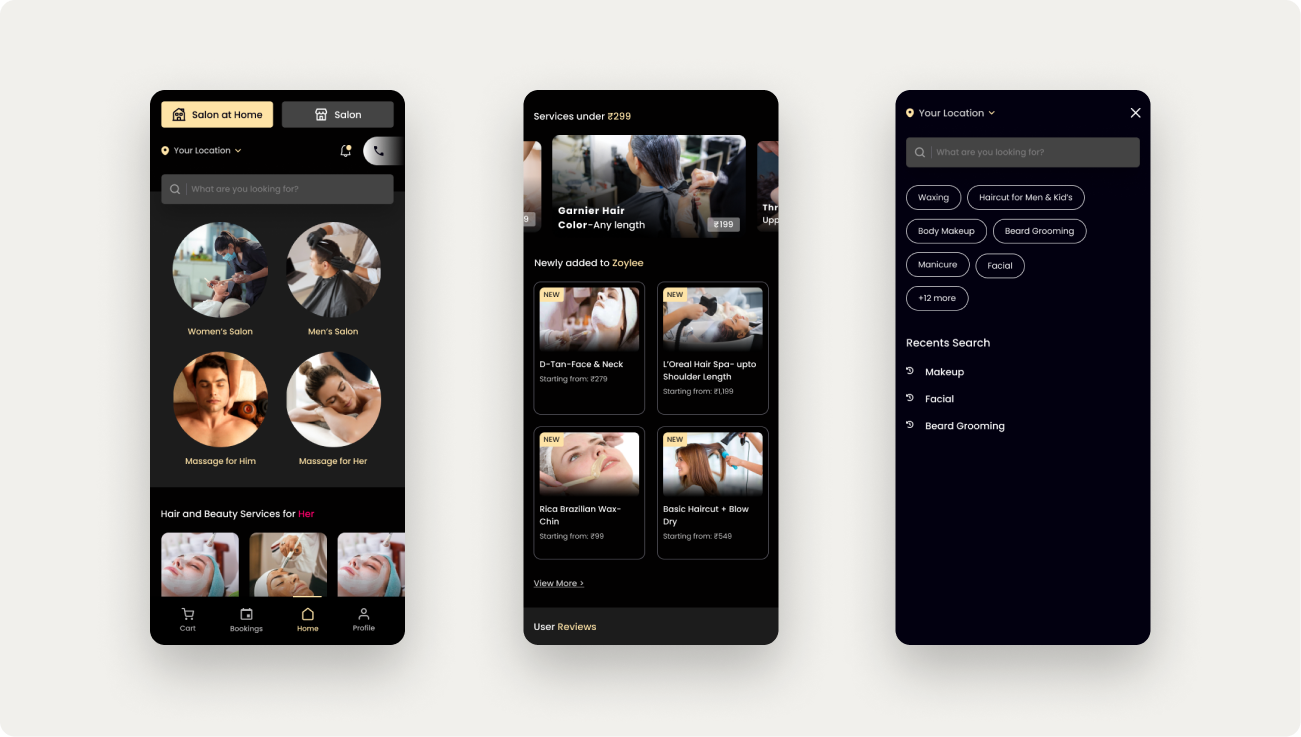 Salon at Home
Salon
Your Location
What are you looking for?
Women's Salon
Men's Salon
Massage for Him
Massage for Her
Hair and Beauty Services for Her
Cart
Bookings
Home
Profile
Services under ₹299
9
Garnier Hair
Color-Any length
₹199
Thr
Upp
Newly added to Zoylee
NEW
D-Tan-Face & Neck
Starting from: ₹279
NEW
L'Oreal Hair Spa- upto
Shoulder Length
Starting from: ₹1,199
NEW
Rica Brazilian Wax-
Chin
Starting from: ₹99
NEW
Basic Haircut + Blow
Dry
Starting from: ₹549
View More >
User Reviews
Your Location
What are you looking for?
Waxing
Haircut for Men & Kid's
Body Makeup
Beard Grooming
Manicure
Facial
+12 more
Recents Search
Makeup
Facial
Beard Grooming